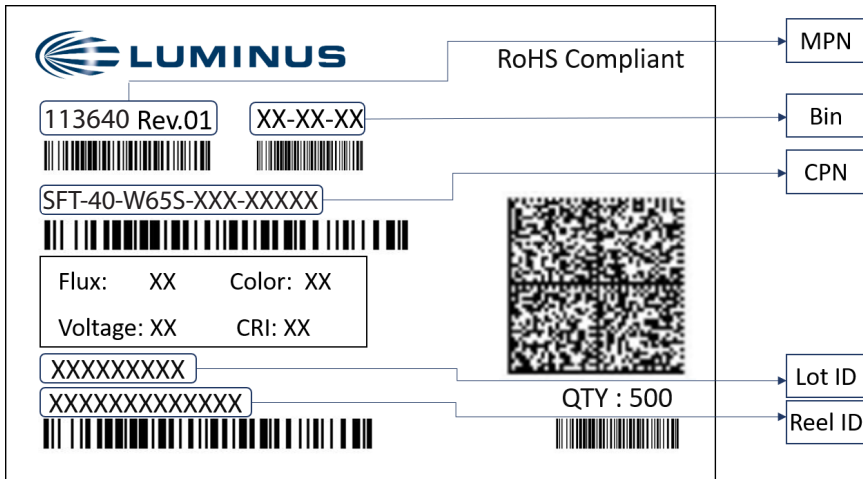 LUMINUS
RoHS Compliant
MPN
113640 Rev.01
XX-XX-XX
Bin
SFT-40-W65S-XXX-XXXXX
CPN
Flux: XX Color: XX
Voltage: XX CRI: XX
XXXXXXXXX
Lot ID
QTY : 500
XXXXXXXXXXXXX
Reel ID